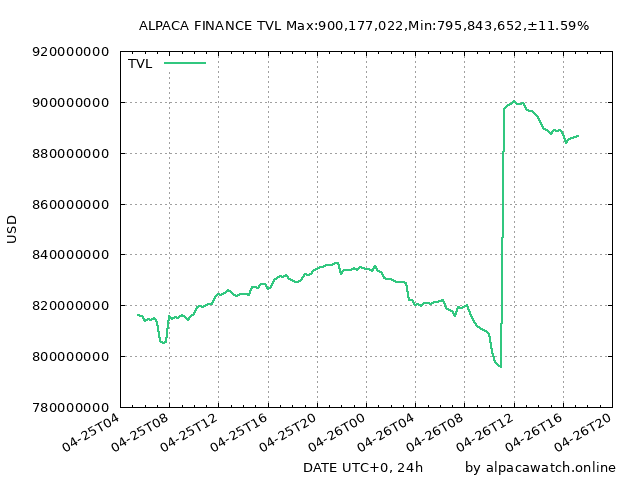 ALPACA FINANCE TVL Max:900,177,022,Min:795,843,652,±11.59%
920000000
900000000
880000000
860000000
840000000
820000000
800000000
780000000
USD
TVL
04-25T04
04-25T08
04-25T12
04-25T16
04-25T20
04-26T00
04-26T04
04-26T08
04-26T12
04-26T16
04-26T20
DATE UTC+0, 24h
by alpacawatch.online